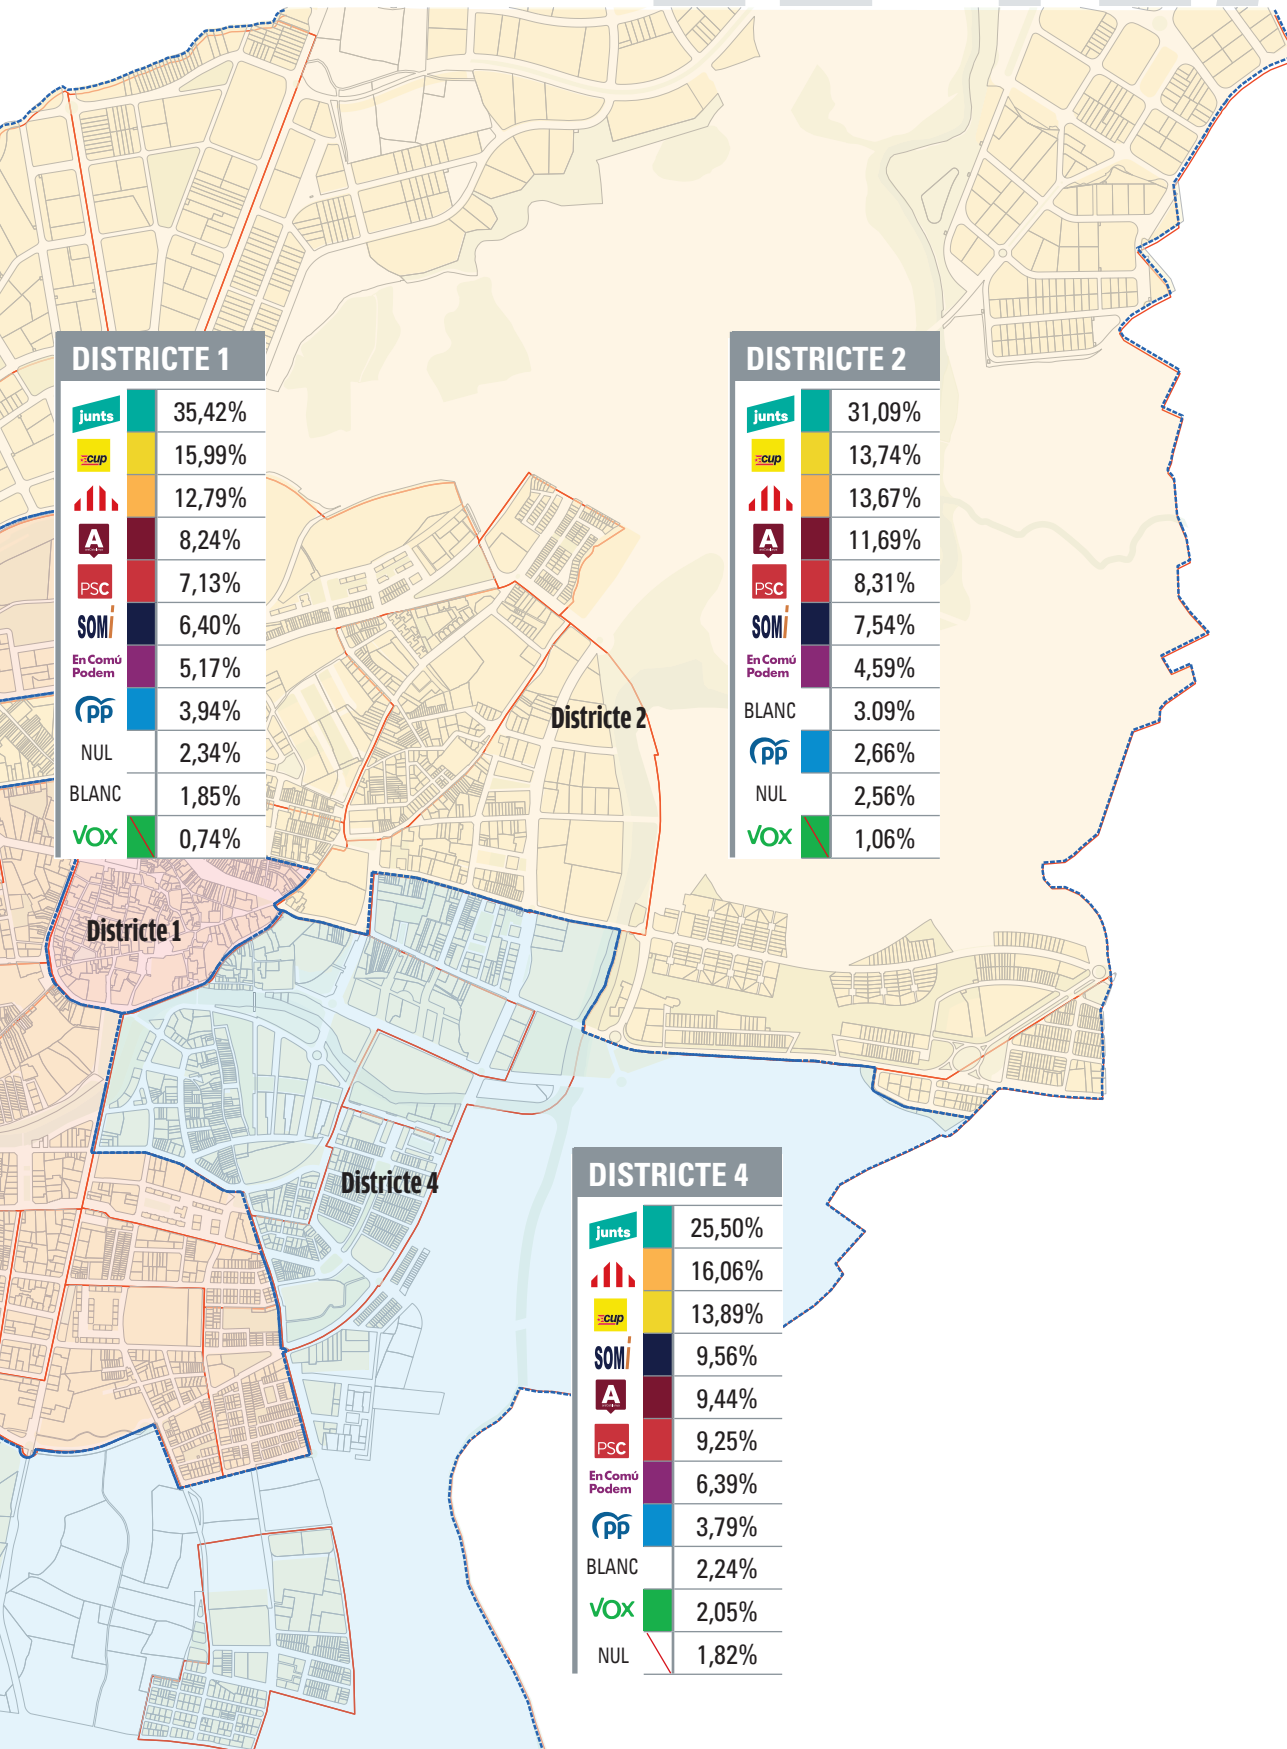 DISTRICTE 1
junts 35,42%
cup 15,99%
12,79%
A 8,24%
PSC 7,13%
SOMi 6,40%
En Comú Podem 5,17%
pp 3,94%
NUL 2,34%
BLANC 1,85%
VOX 0,74%
DISTRICTE 2
junts 31,09%
cup 13,74%
13,67%
A 11,69%
PSC 8,31%
SOMi 7,54%
En Comú Podem 4,59%
BLANC 3.09%
pp 2,66%
NUL 2,56%
VOX 1,06%
Districte 2
Districte 1
Districte 4
DISTRICTE 4
junts 25,50%
16,06%
cup 13,89%
SOMi 9,56%
A 9,44%
PSC 9,25%
En Comú Podem 6,39%
pp 3,79%
BLANC 2,24%
VOX 2,05%
NUL 1,82%